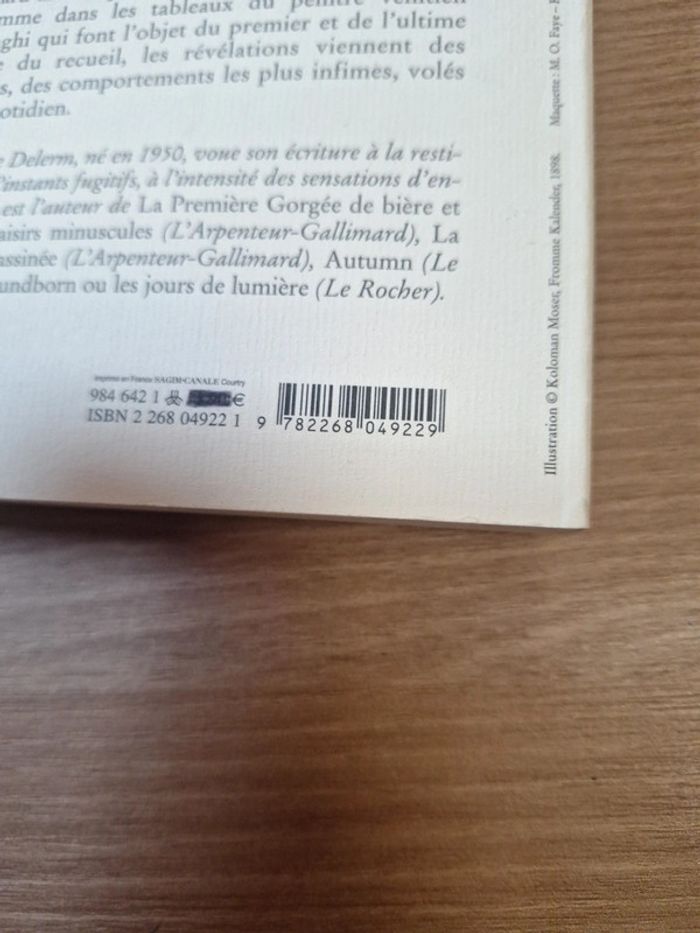 mme dans les tableaux du peintre vénitien
ghi qui font l'objet du premier et de l'ultime
e du recueil, les révélations viennent des
s, des comportements les plus infimes, volés
otidien.
e Delerm, né en 1950, voue son écriture à la resti-
'instants fugitifs, à l'intensité des sensations d'en-
est l'auteur de La Première Gorgée de bière et
aisirs minuscules (L'Arpenteur-Gallimard), La
assinée (L'Arpenteur-Gallimard), Autumn (Le
undborn ou les jours de lumière (Le Rocher).
Imprimé en France SAGIM•CANALE Courtry
984 642 1 €
ISBN 2 268 04922 1
9 782268 049229
Illustration © Koloman Moser, Fromme Kalender, 1898. Maquette : M. O. Faye –